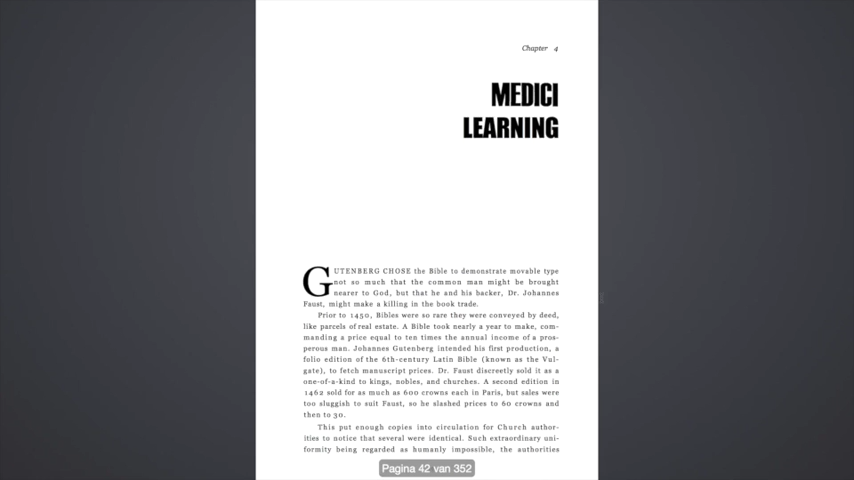 Chapter 4
MEDICI
LEARNING
GUTENBERG CHOSE the Bible to demonstrate movable type
not so much that the common man might be brought
nearer to God, but that he and his backer, Dr. Johannes
Faust, might make a killing in the book trade.
Prior to 1450, Bibles were so rare they were conveyed by deed,
like parcels of real estate. A Bible took nearly a year to make, com-
manding a price equal to ten times the annual income of a pros-
perous man. Johannes Gutenberg intended his first production, a
folio edition of the 6th-century Latin Bible (known as the Vul-
gate), to fetch manuscript prices. Dr. Faust discreetly sold it as a
one-of-a-kind to kings, nobles, and churches. A second edition in
1462 sold for as much as 600 crowns each in Paris, but sales were
too sluggish to suit Faust, so he slashed prices to 60 crowns and
then to 30.
This put enough copies into circulation for Church author-
ities to notice that several were identical. Such extraordinary uni-
formity being regarded as humanly impossible, the authorities
Pagina 42 van 352